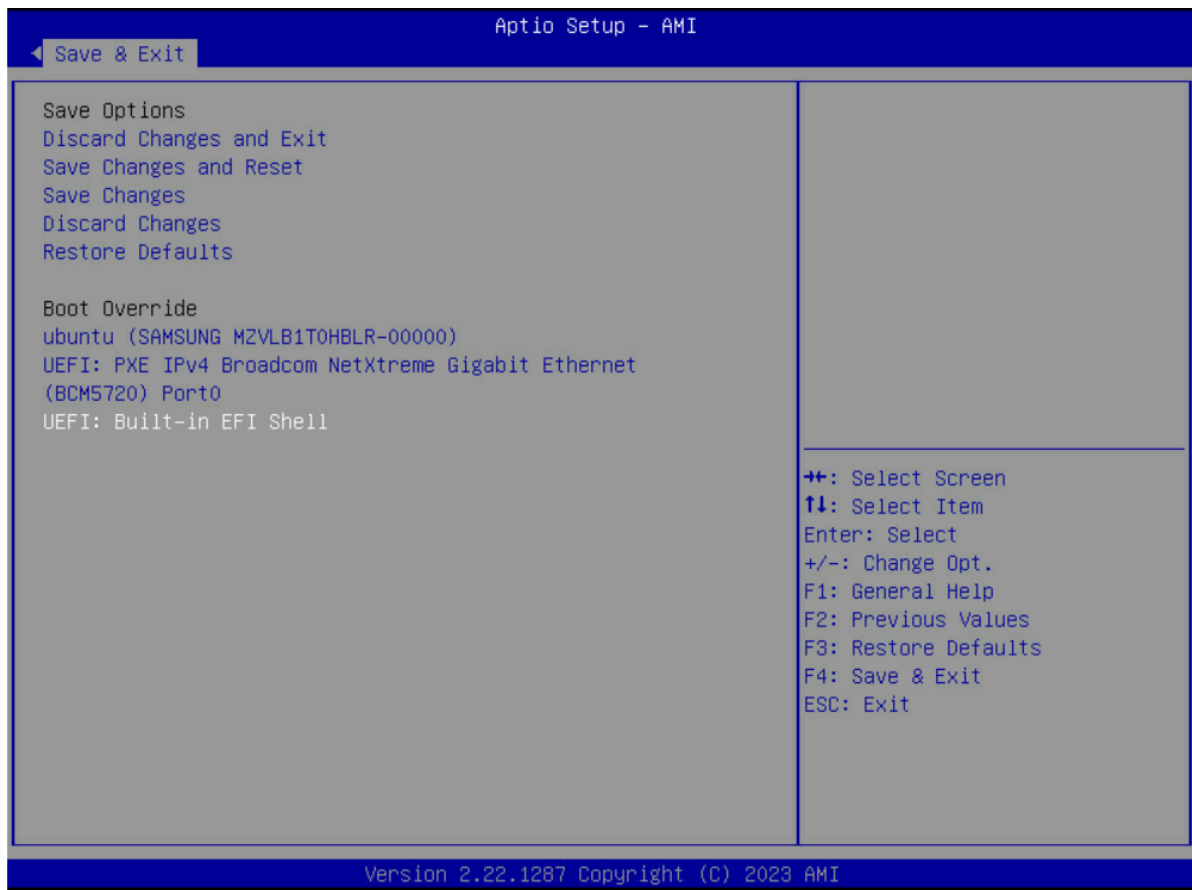 Aptio Setup – AMI
Save & Exit
Save Options
Discard Changes and Exit
Save Changes and Reset
Save Changes
Discard Changes
Restore Defaults
Boot Override
ubuntu (SAMSUNG MZVLB1T0HBLR-00000)
UEFI: PXE IPv4 Broadcom NetXtreme Gigabit Ethernet
(BCM5720) Port0
UEFI: Built-in EFI Shell
→←: Select Screen
↑↓: Select Item
Enter: Select
+/-: Change Opt.
F1: General Help
F2: Previous Values
F3: Restore Defaults
F4: Save & Exit
ESC: Exit
Version 2.22.1287 Copyright (C) 2023 AMI